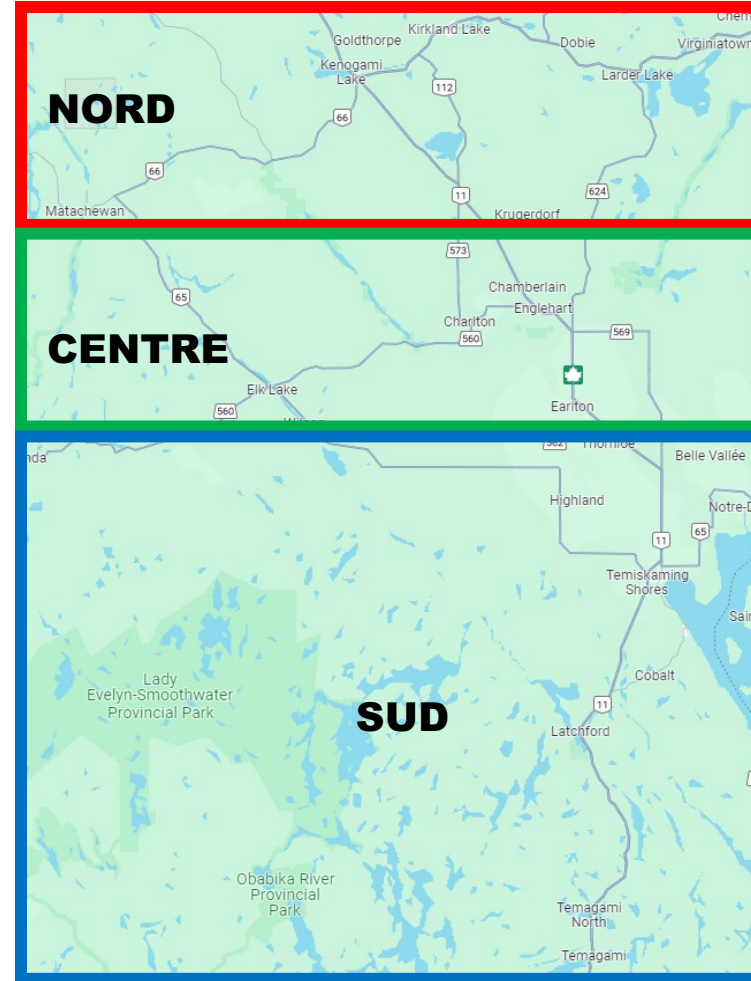 Chem
Kirkland Lake
Goldthorpe
Dobie
Virginiatown
Kenogami
Lake
Larder Lake
112
NORD
66
66
624
11
Matachewan
Krugerdorf
573
Chamberlain
65
Englehart
Charlton
569
560
CENTRE
Elk Lake
560
Earlton
562
Thornloe
nda
Belle Vallée
Highland
Notre-D
65
11
Temiskaming
Shores
Sain
Cobalt
Lady
Evelyn-Smoothwater
Provincial Park
11
SUD
Latchford
Obabika River
Provincial
Park
Temagami
North
Temagami